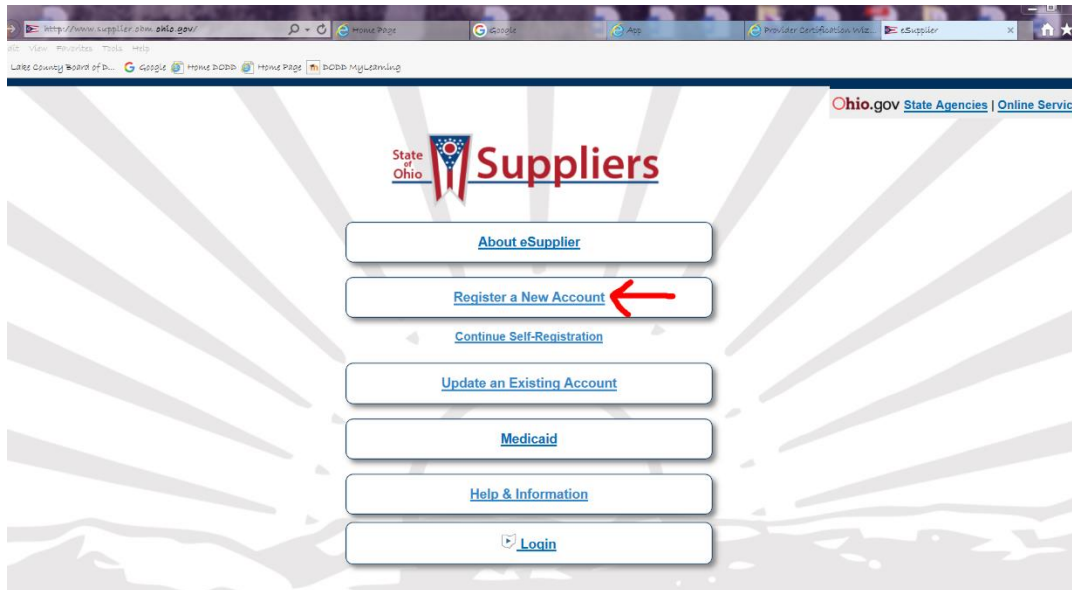 http://www.supplier.obm.ohio.gov/
Home Page
Google
App
Provider Certification Wiz...
eSupplier
View Favorites Tools Help
Lake County Board of D...
Google
Home DODD
Home Page
DODD MyLearning
Ohio.gov State Agencies | Online Servic
State of Ohio Suppliers
About eSupplier
Register a New Account
Continue Self-Registration
Update an Existing Account
Medicaid
Help & Information
Login